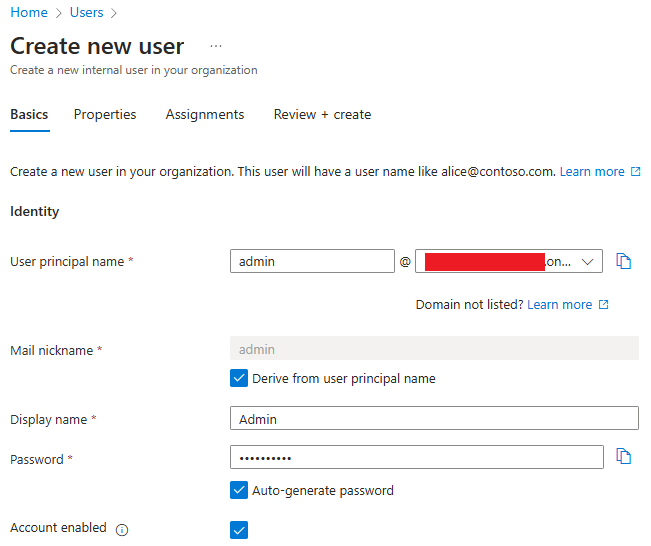 Home > Users >
Create new user ...
Create a new internal user in your organization
Basics Properties Assignments Review + create
Create a new user in your organization. This user will have a user name like alice@contoso.com. Learn more
Identity
User principal name * admin @ .on...
Domain not listed? Learn more
Mail nickname * admin
Derive from user principal name
Display name * Admin
Password * ••••••••••
Auto-generate password
Account enabled